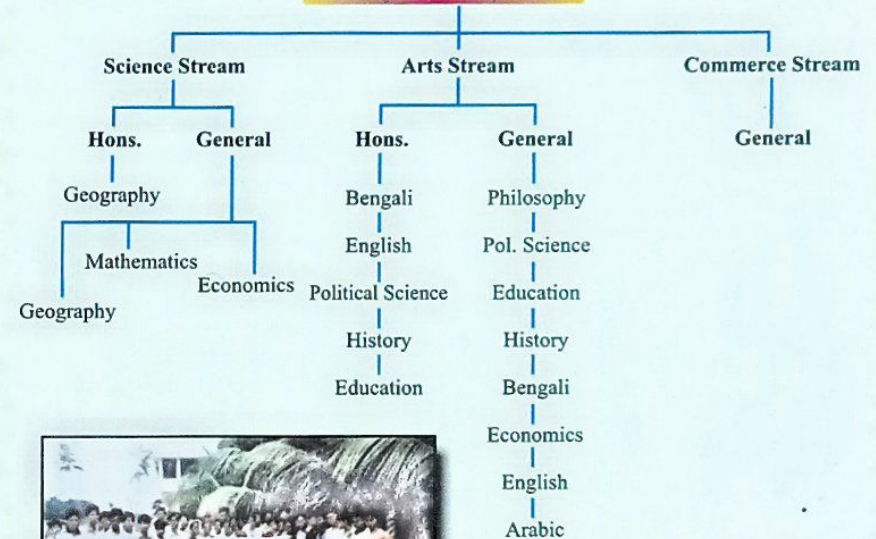 Science Stream
Arts Stream
Commerce Stream
Hons.
General
Hons.
General
General
Geography
Mathematics
Economics
Geography
Bengali
English
Political Science
History
Education
Philosophy
Pol. Science
Education
History
Bengali
Economics
English
Arabic